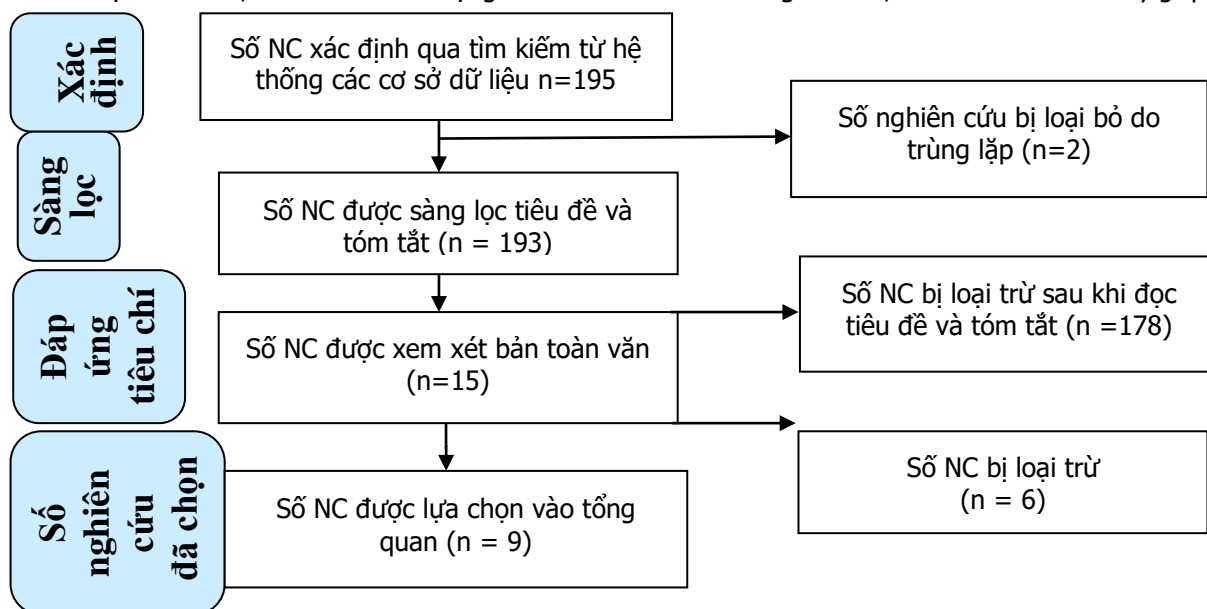 Xác
định
Số NC xác định qua tìm kiếm từ hệ
thống các cơ sở dữ liệu n=195
Số nghiên cứu bị loại bỏ do
trùng lặp (n=2)
Sàng
lọc
Số NC được sàng lọc tiêu đề và
tóm tắt (n = 193)
Đáp
ứng
tiêu chí
Số NC bị loại trừ sau khi đọc
tiêu đề và tóm tắt (n =178)
Số NC được xem xét bản toàn văn
(n=15)
Số
nghiên
cứu
đã chọn
Số NC bị loại trừ
(n = 6)
Số NC được lựa chọn vào tổng
quan (n = 9)